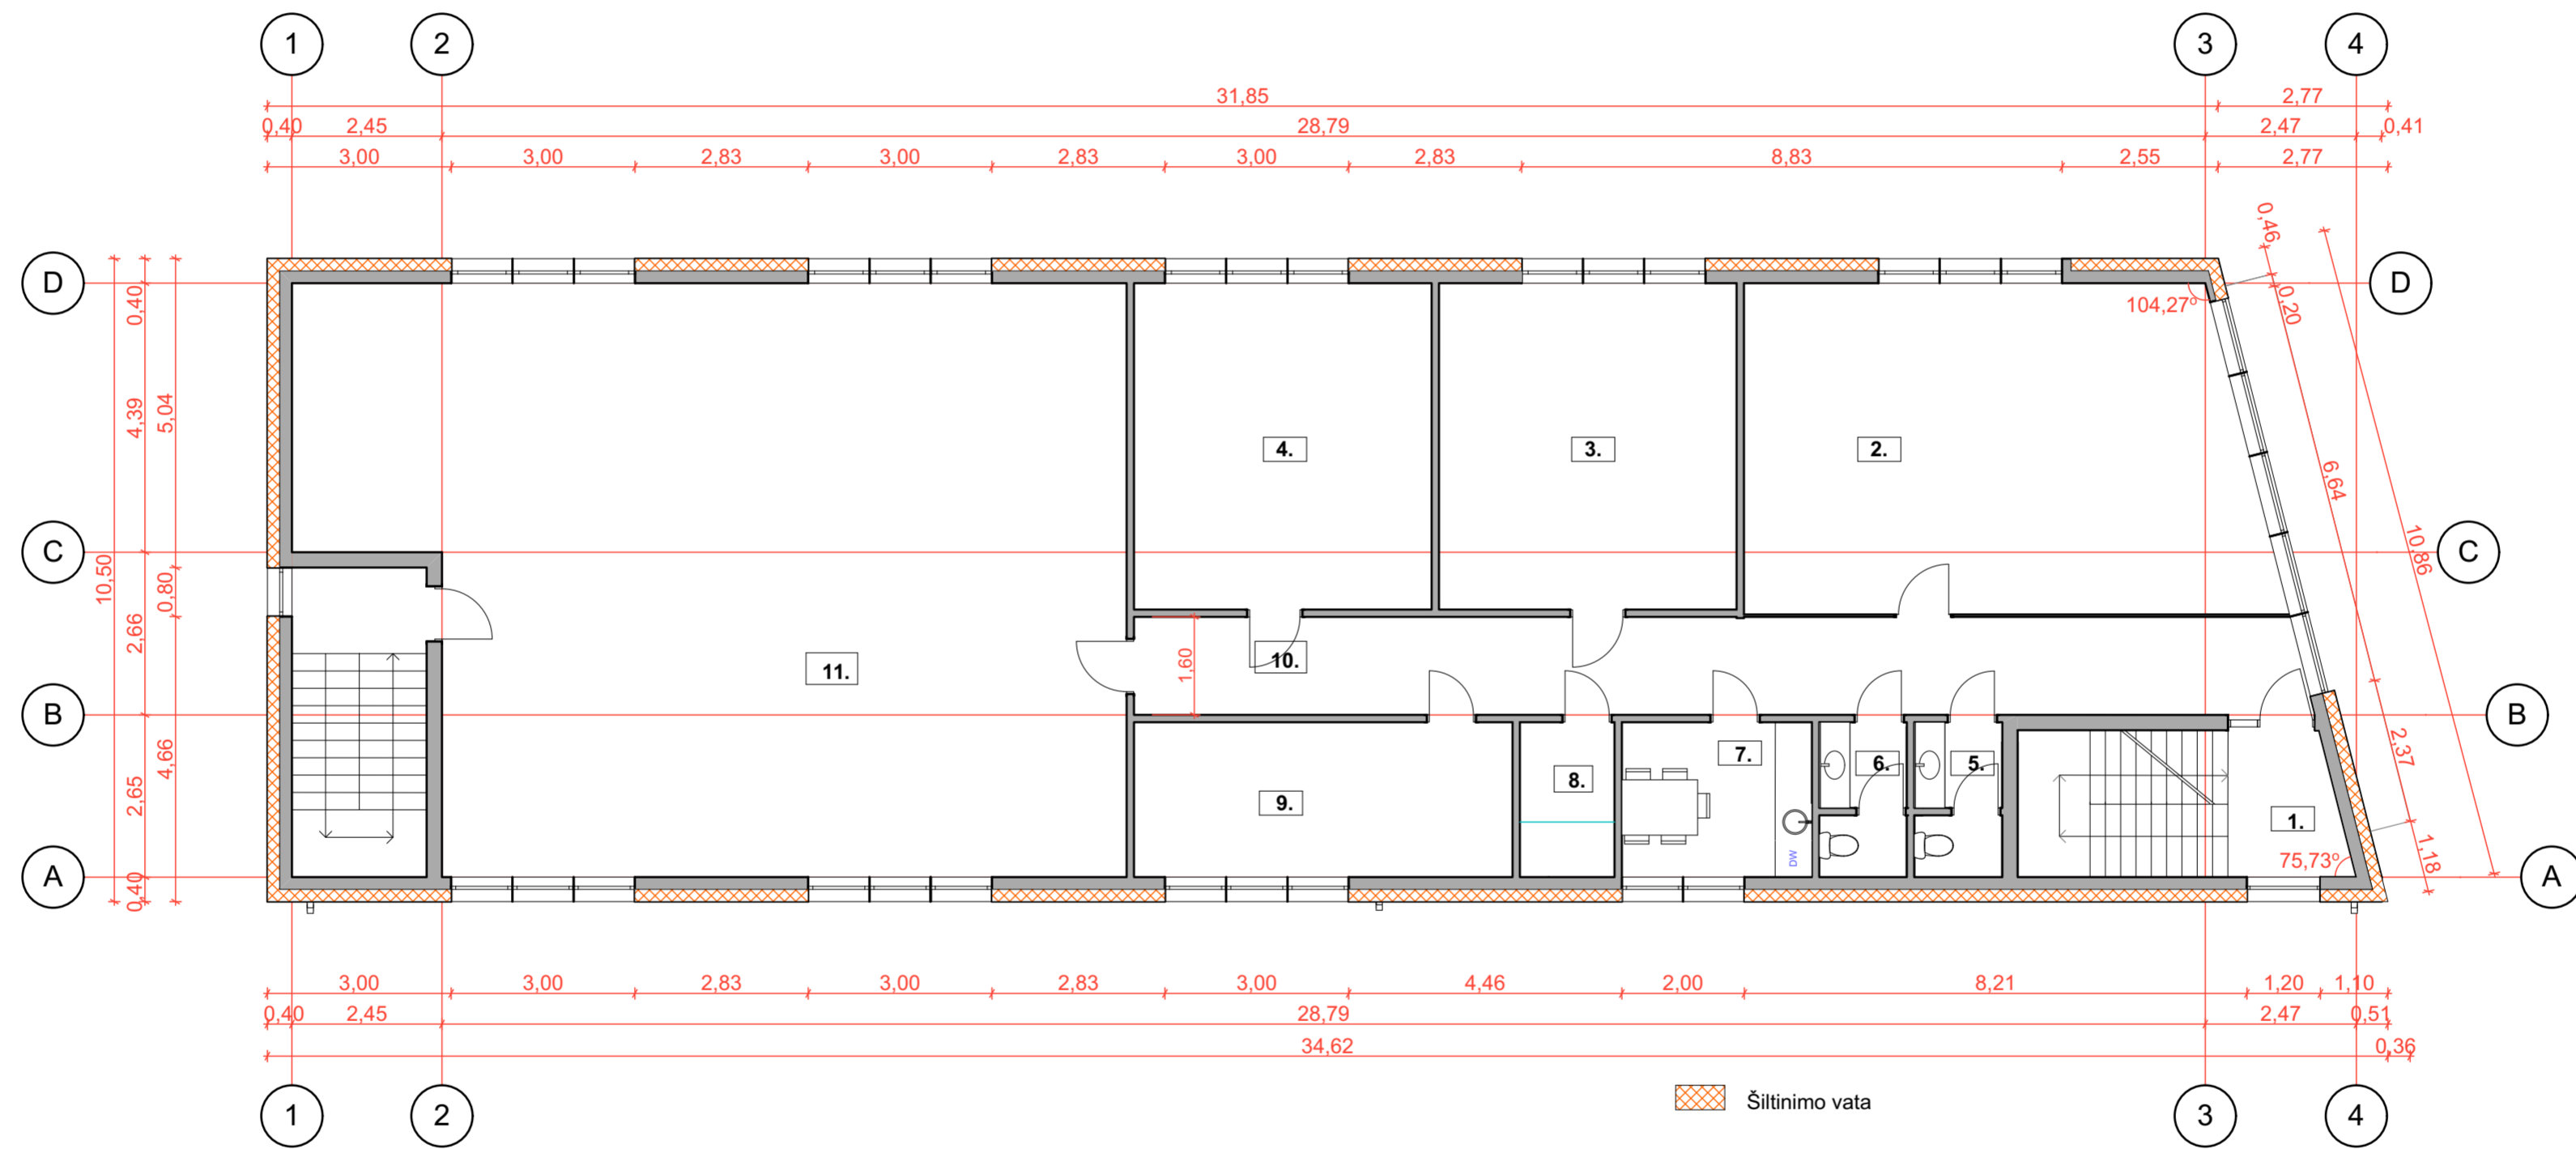 1 2 3 4
31,85 2,77
0,40 2,45 28,79 2,47 0,41
3,00 3,00 2,83 3,00 2,83 3,00 2,83 8,83 2,55 2,77
0,46
D D
104,27°
0,20
0,40
4,39
5,04
4. 3. 2.
6,64
10,86
C C
10,50
0,80
2,66
11. 10.
1,60
B B
2,37
4,66
2,65
9. 8. 7. 6. 5. 1.
DW
75,73°
1,18
A A
0,40
3,00 3,00 2,83 3,00 2,83 3,00 4,46 2,00 8,21 1,20 1,10
0,40 2,45 28,79 2,47 0,51
34,62 0,36
Šiltinimo vata
1 2 3 4